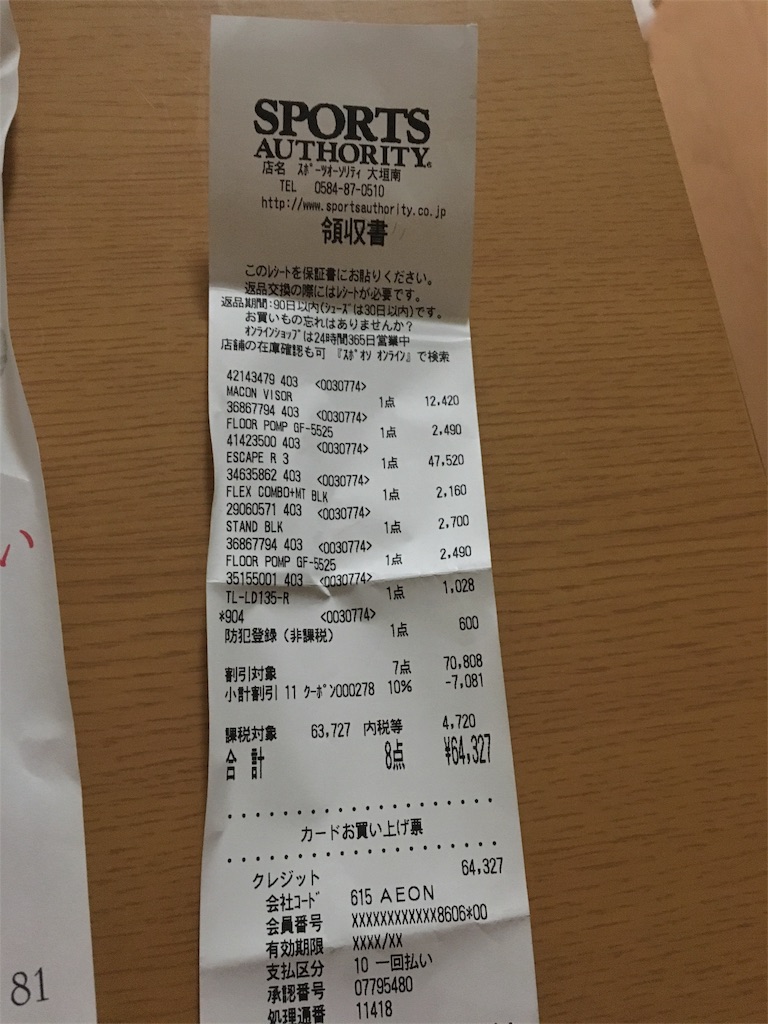 SPORTS
AUTHORITY®
店名 スポーツオーソリティ 大垣南
TEL 0584-87-0510
http://www.sportsauthority.co.jp
領収書
このレシートを保証書にお貼りください。
返品交換の際にはレシートが必要です。
返品期間:90日以内(シューズは30日以内)です。
お買いもの忘れはありませんか?
オンラインショップは24時間365日営業中
店舗の在庫確認も可 『スポオソ オンライン』で検索
42143479 403 <0030774>
MACON VISOR 1点 12,420
36867794 403 <0030774>
FLOOR POMP GF-5525 1点 2,490
41423500 403 <0030774>
ESCAPE R 3 1点 47,520
34635862 403 <0030774>
FLEX COMBO+MT BLK 1点 2,160
29060571 403 <0030774>
STAND BLK 1点 2,700
36867794 403 <0030774>
FLOOR POMP GF-5525 1点 2,490
35155001 403 <0030774>
TL-LD135-R 1点 1,028
*904 <0030774>
防犯登録(非課税) 1点 600
割引対象 7点 70,808
小計割引 11 クーポン000278 10% -7,081
課税対象 63,727 内税等 4,720
合 計 8点 ¥64,327
カードお買い上げ票
クレジット 64,327
会社コード 615 AEON
会員番号 XXXXXXXXXXXX8606*00
有効期限 XXXX/XX
支払区分 10 一回払い
承認番号 07795480
処理通番 11418
い
81